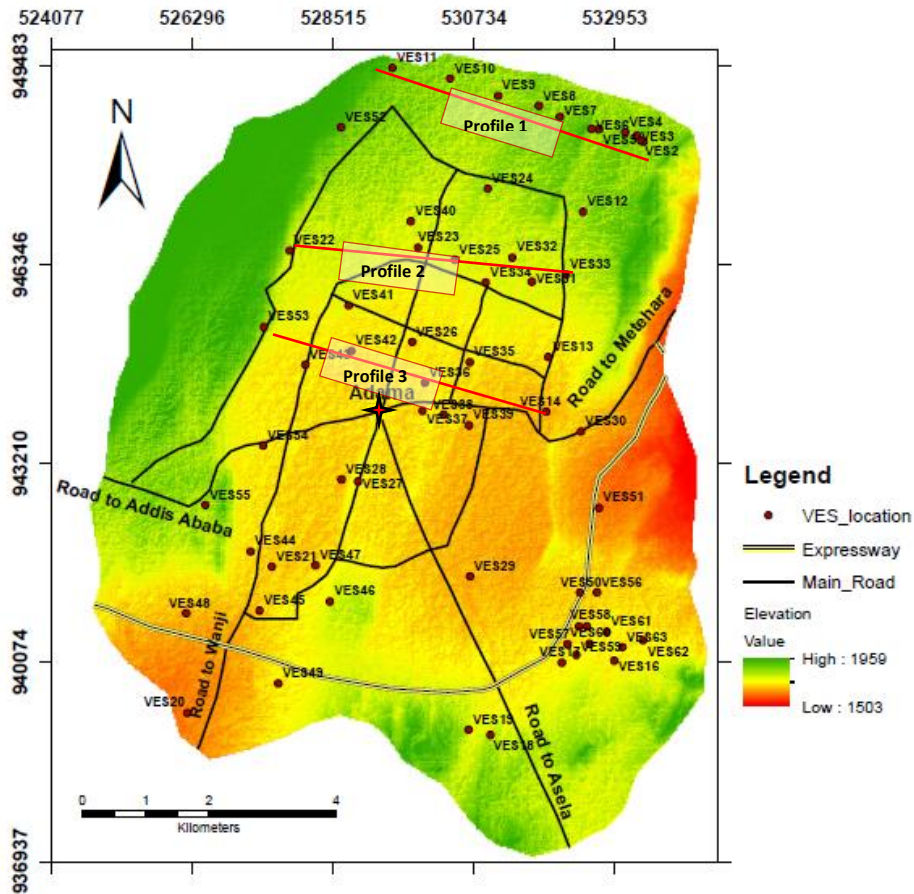 524077 526296 528515 530734 532953
949483
946346
943210
940074
936937
N
VES11
VES10
VES9
VES8
VES7
VES6
VES4
VES5
VES3
VES2
Profile 1
VES52
VES24
VES12
VES40
VES22
VES23
VES25
VES32
VES33
VES34
VES31
Profile 2
VES41
VES53
VES26
VES42
VES35
VES13
VES43
VES36
Profile 3
Adama
Road to Metehara
VES14
VES38
VES37
VES39
VES30
VES54
VES28
VES27
VES55
Road to Addis Ababa
VES51
VES44
VES21
VES47
VES29
VES46
VES45
VES48
VES50
VES56
VES58
VES61
VES57
VES60
VES63
VES59
VES62
VES17
VES16
VES49
VES20
Road to Wanji
VES19
VES18
Road to Asela
0 1 2 4
Kilometers
Legend
VES_location
Expressway
Main_Road
Elevation
Value
High : 1959
Low : 1503